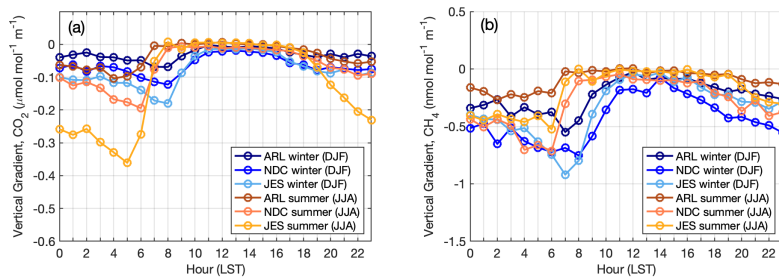 (a)
Vertical Gradient, CO2 (μmol mol⁻¹ m⁻¹)
0
-0.1
-0.2
-0.3
-0.4
-0.5
-0.6
ARL winter (DJF)
NDC winter (DJF)
JES winter (DJF)
ARL summer (JJA)
NDC summer (JJA)
JES summer (JJA)
0 2 4 6 8 10 12 14 16 18 20 22
Hour (LST)
(b)
Vertical Gradient, CH4 (nmol mol⁻¹ m⁻¹)
0.5
0
-0.5
-1
-1.5
ARL winter (DJF)
NDC winter (DJF)
JES winter (DJF)
ARL summer (JJA)
NDC summer (JJA)
JES summer (JJA)
0 2 4 6 8 10 12 14 16 18 20 22
Hour (LST)